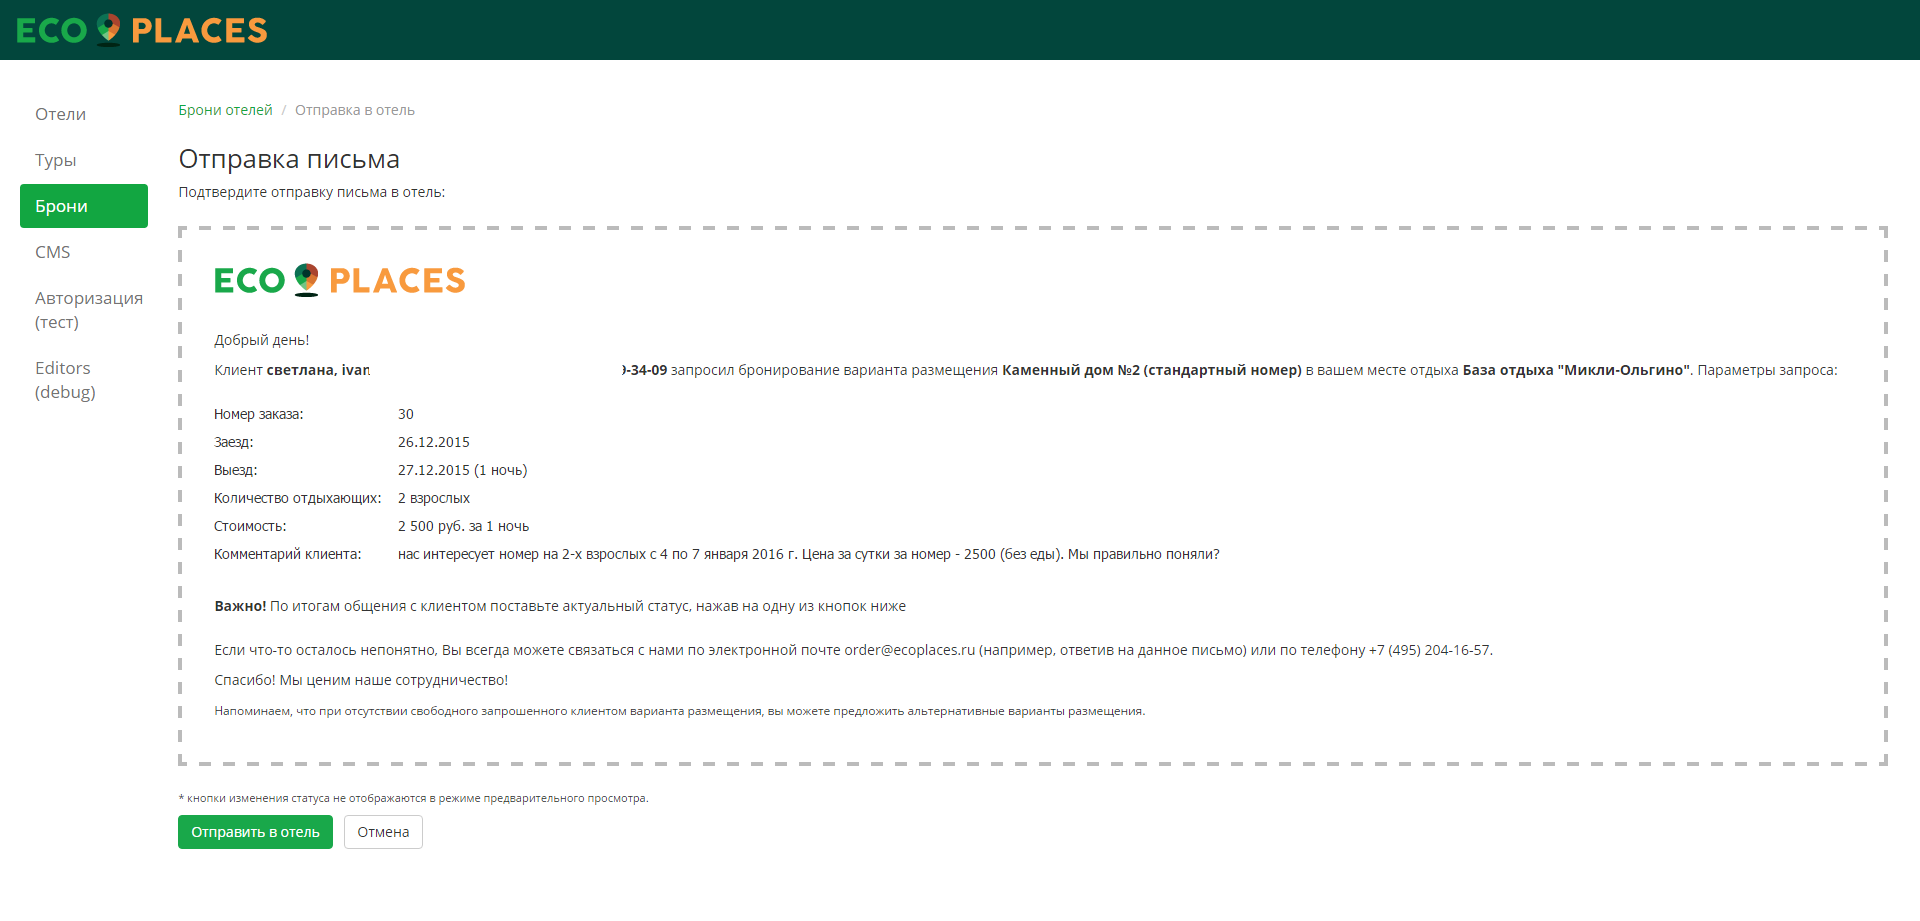 ECO PLACES
Отели
Туры
Брони
CMS
Авторизация
(тест)
Editors
(debug)
Брони отелей / Отправка в отель
Отправка письма
Подтвердите отправку письма в отель:
ECO PLACES
Добрый день!
Клиент светлана, ivan 9-34-09 запросил бронирование варианта размещения Каменный дом №2 (стандартный номер) в вашем месте отдыха База отдыха "Микли-Ольгино". Параметры запроса:
Номер заказа: 30
Заезд: 26.12.2015
Выезд: 27.12.2015 (1 ночь)
Количество отдыхающих: 2 взрослых
Стоимость: 2 500 руб. за 1 ночь
Комментарий клиента: нас интересует номер на 2-х взрослых с 4 по 7 января 2016 г. Цена за сутки за номер - 2500 (без еды). Мы правильно поняли?
Важно! По итогам общения с клиентом поставьте актуальный статус, нажав на одну из кнопок ниже
Если что-то осталось непонятно, Вы всегда можете связаться с нами по электронной почте order@ecoplaces.ru (например, ответив на данное письмо) или по телефону +7 (495) 204-16-57.
Спасибо! Мы ценим наше сотрудничество!
Напоминаем, что при отсутствии свободного запрошенного клиентом варианта размещения, вы можете предложить альтернативные варианты размещения.
* кнопки изменения статуса не отображаются в режиме предварительного просмотра.
Отправить в отель
Отмена